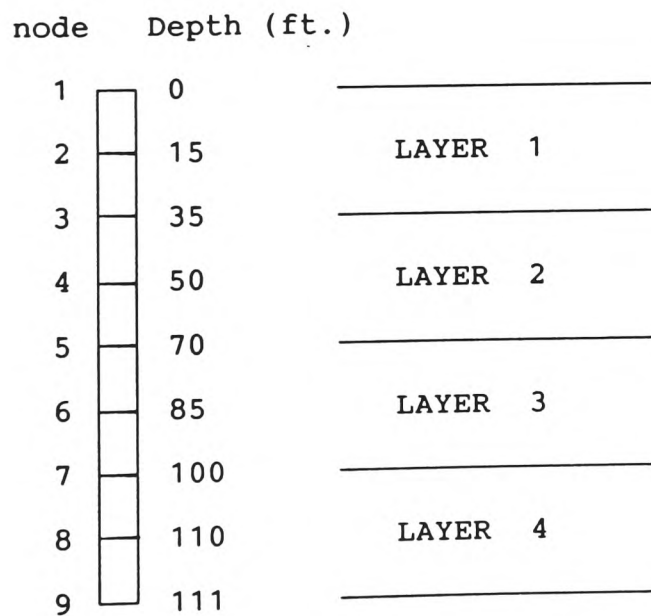 node Depth (ft.)
1 0
2 15 LAYER 1
3 35
4 50 LAYER 2
5 70
6 85 LAYER 3
7 100
8 110 LAYER 4
9 111